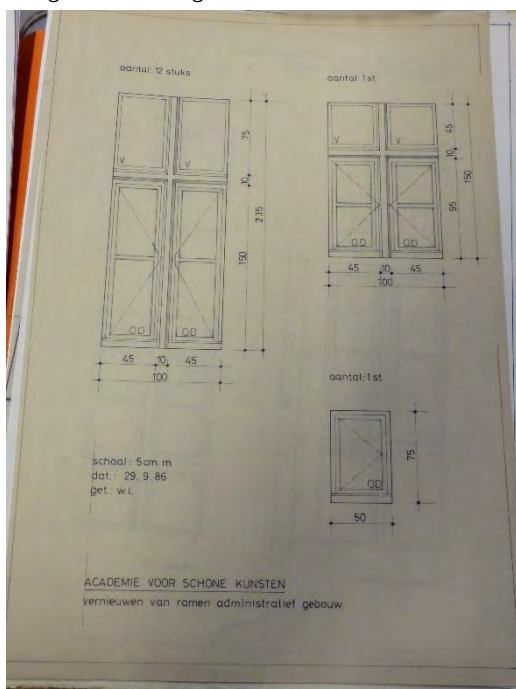 aantal: 12 stuks.
V
V
OD
OD
75
10
150
235
45
10
45
100
aantal: 1 st.
V
V
OD
OD
45
10
95
150
45
10
45
100
aantal: 1 st.
OD
75
50
schaal: 5cm. m
dat.: 29. 9. 86
get.: w.l.
ACADEMIE VOOR SCHONE KUNSTEN
vernieuwen van ramen administratief gebouw.